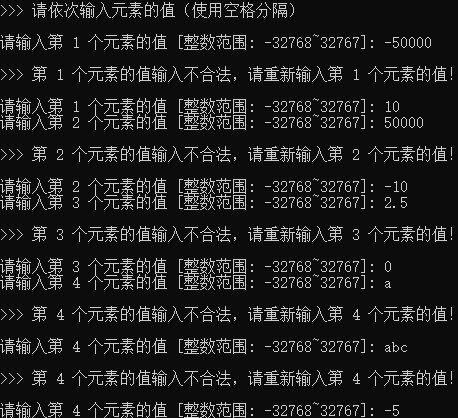 >>> 请依次输入元素的值（使用空格分隔）
请输入第 1 个元素的值 [整数范围: -32768~32767]: -50000
>>> 第 1 个元素的值输入不合法，请重新输入第 1 个元素的值!
请输入第 1 个元素的值 [整数范围: -32768~32767]: 10
请输入第 2 个元素的值 [整数范围: -32768~32767]: 50000
>>> 第 2 个元素的值输入不合法，请重新输入第 2 个元素的值!
请输入第 2 个元素的值 [整数范围: -32768~32767]: -10
请输入第 3 个元素的值 [整数范围: -32768~32767]: 2.5
>>> 第 3 个元素的值输入不合法，请重新输入第 3 个元素的值!
请输入第 3 个元素的值 [整数范围: -32768~32767]: 0
请输入第 4 个元素的值 [整数范围: -32768~32767]: a
>>> 第 4 个元素的值输入不合法，请重新输入第 4 个元素的值!
请输入第 4 个元素的值 [整数范围: -32768~32767]: abc
>>> 第 4 个元素的值输入不合法，请重新输入第 4 个元素的值!
请输入第 4 个元素的值 [整数范围: -32768~32767]: -5